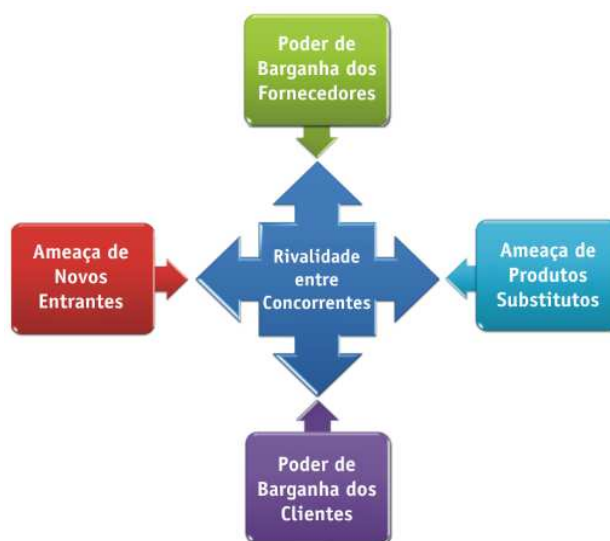 Poder de
Barganha dos
Fornecedores
Ameaça de
Novos
Entrantes
Rivalidade
entre
Concorrentes
Ameaça de
Produtos
Substitutos
Poder de
Barganha dos
Clientes